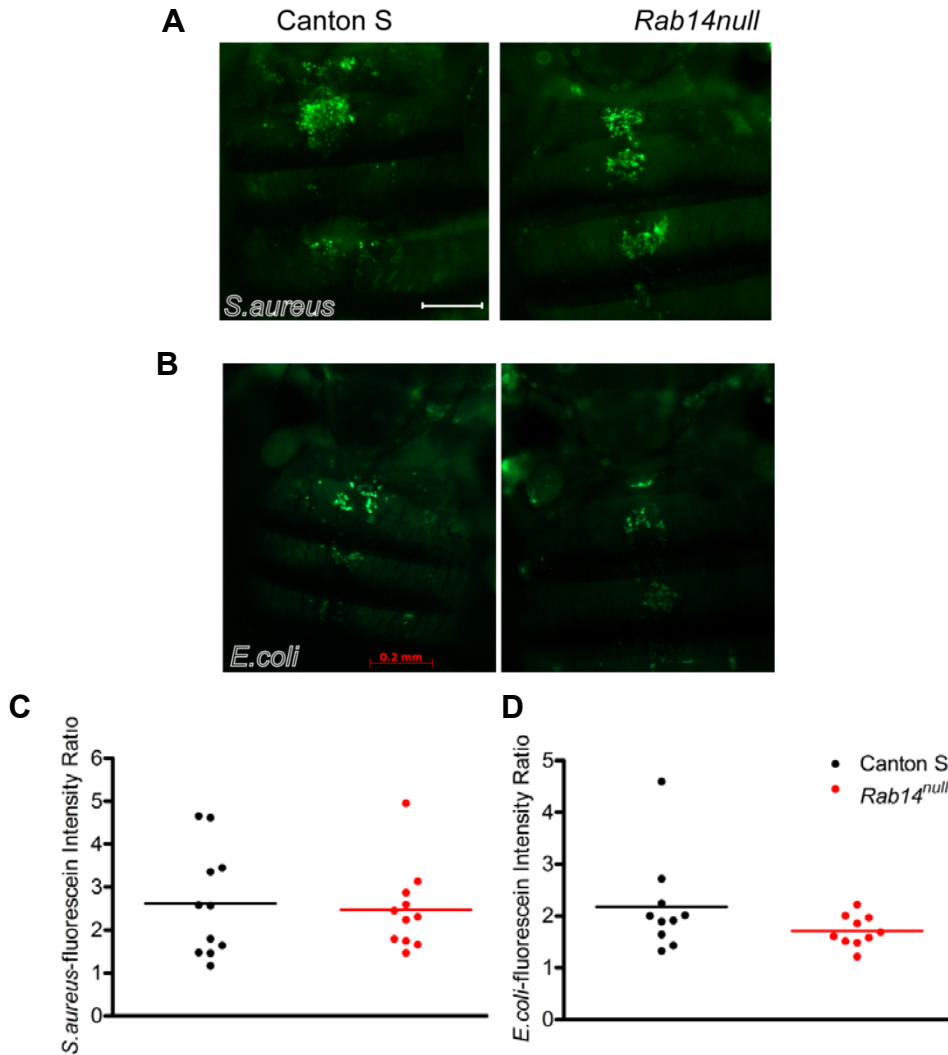 A
Canton S
Rab14null
S.aureus
B
E.coli
0.2 mm
C
S.aureus-fluorescein Intensity Ratio
6
5
4
3
2
1
0
D
E.coli-fluorescein Intensity Ratio
5
4
3
2
1
0
Canton S
Rab14null